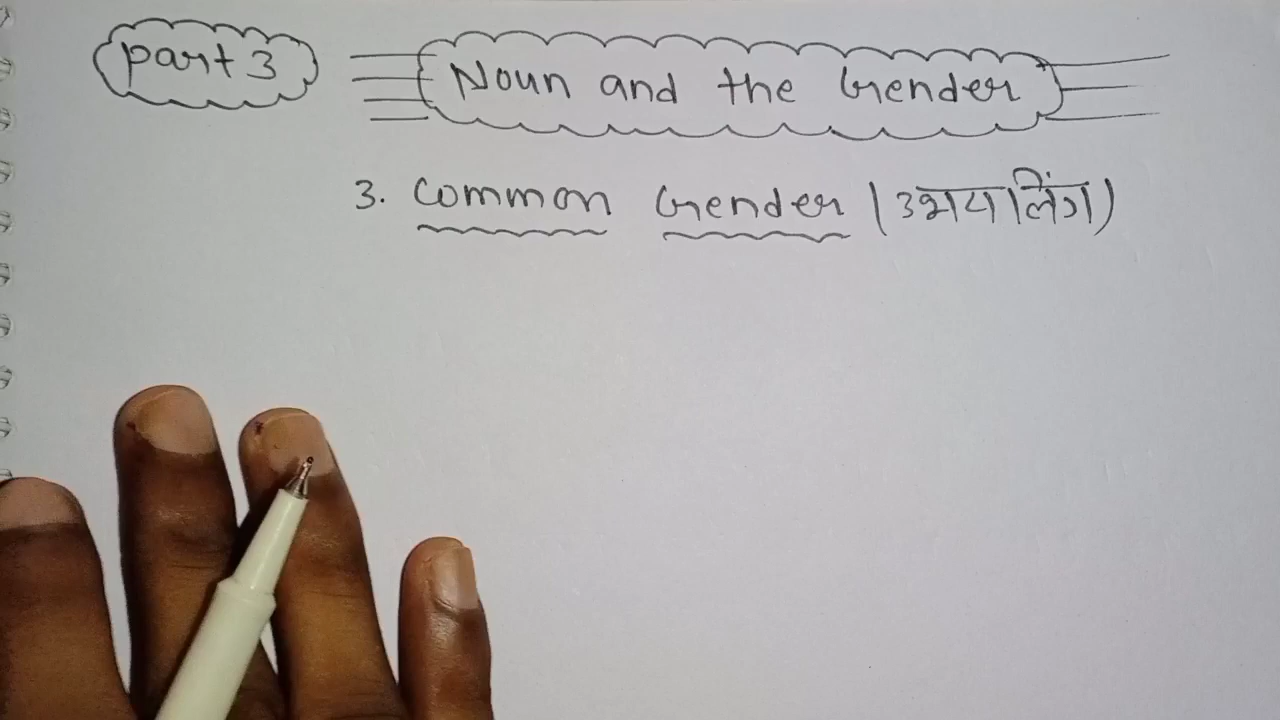 part 3
Noun and the Gender
3. Common Gender (उभयलिंग)